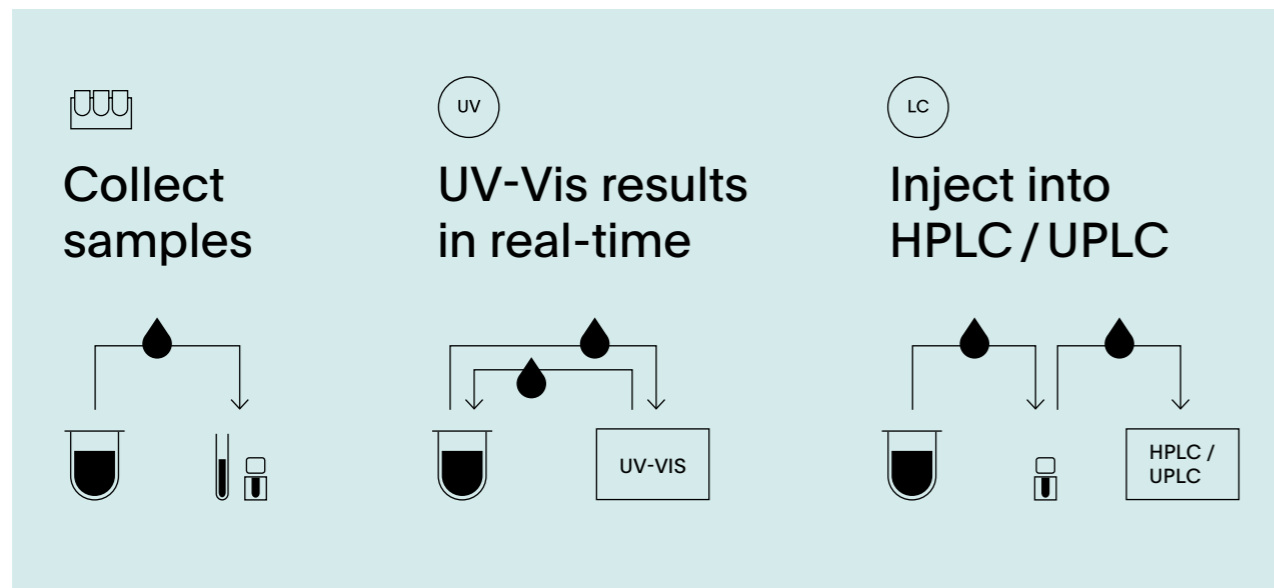 Collect
samples
UV
UV-Vis results
in real-time
UV-VIS
LC
Inject into
HPLC / UPLC
HPLC /
UPLC